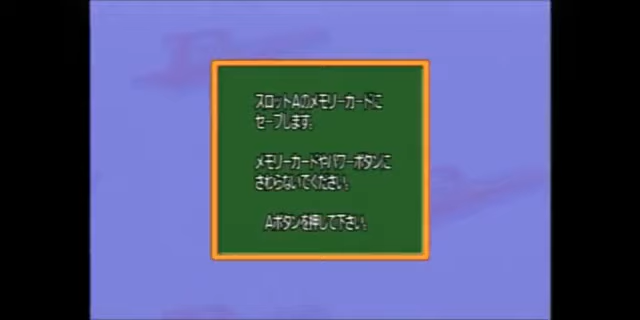 スロットAのメモリーカードに
セーブします。
メモリーカードやパワーボタンに
さわらないでください。
Aボタンを押して下さい。